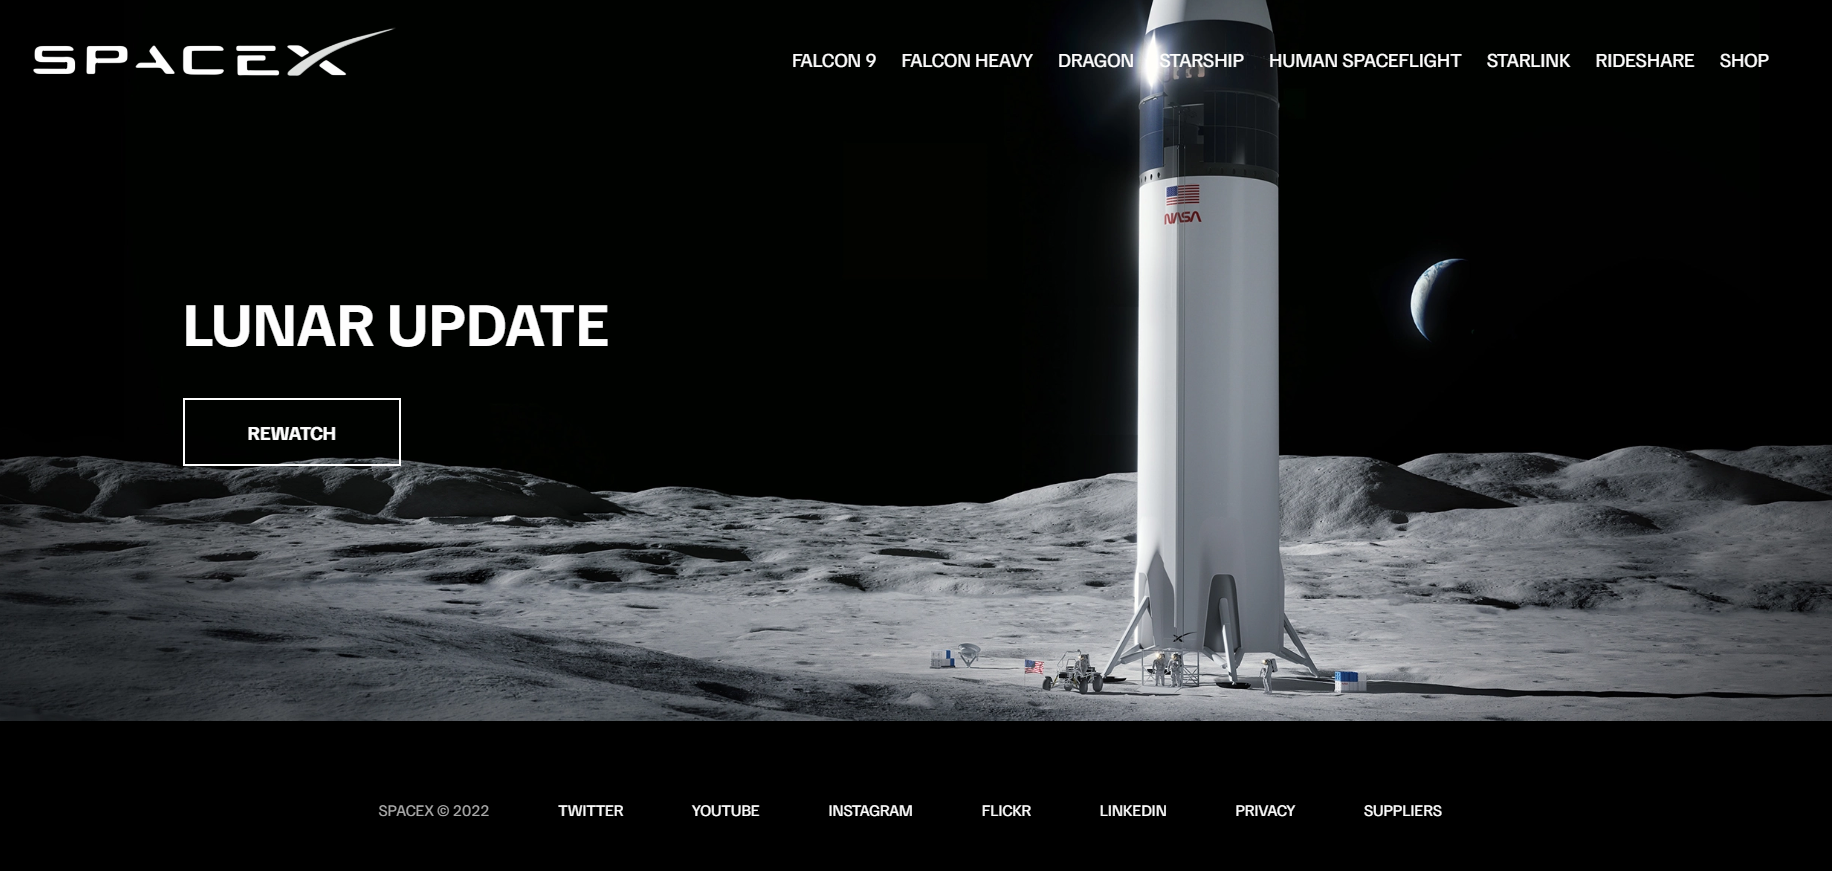 SPACEX
FALCON 9 FALCON HEAVY DRAGON STARSHIP HUMAN SPACEFLIGHT STARLINK RIDESHARE SHOP
NASA
LUNAR UPDATE
REWATCH
SPACEX © 2022 TWITTER YOUTUBE INSTAGRAM FLICKR LINKEDIN PRIVACY SUPPLIERS